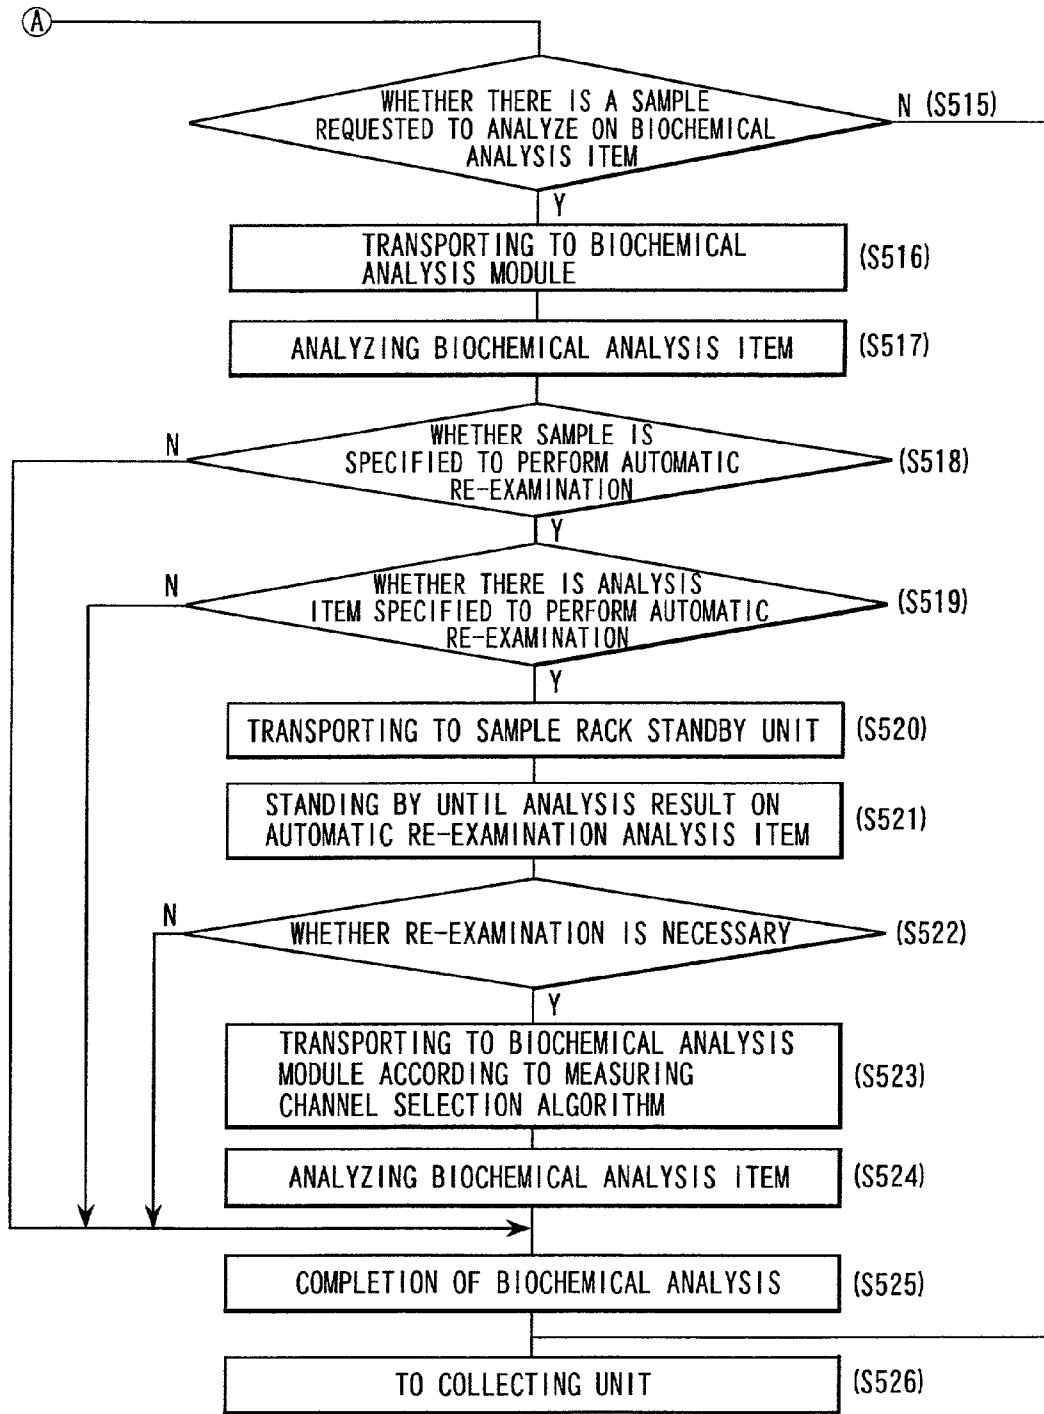 A
WHETHER THERE IS A SAMPLE
REQUESTED TO ANALYZE ON BIOCHEMICAL
ANALYSIS ITEM
N (S515)
Y
TRANSPORTING TO BIOCHEMICAL
ANALYSIS MODULE
(S516)
ANALYZING BIOCHEMICAL ANALYSIS ITEM
(S517)
N
WHETHER SAMPLE IS
SPECIFIED TO PERFORM AUTOMATIC
RE-EXAMINATION
(S518)
Y
N
WHETHER THERE IS ANALYSIS
ITEM SPECIFIED TO PERFORM AUTOMATIC
RE-EXAMINATION
(S519)
Y
TRANSPORTING TO SAMPLE RACK STANDBY UNIT
(S520)
STANDING BY UNTIL ANALYSIS RESULT ON
AUTOMATIC RE-EXAMINATION ANALYSIS ITEM
(S521)
N
WHETHER RE-EXAMINATION IS NECESSARY
(S522)
Y
TRANSPORTING TO BIOCHEMICAL ANALYSIS
MODULE ACCORDING TO MEASURING
CHANNEL SELECTION ALGORITHM
(S523)
ANALYZING BIOCHEMICAL ANALYSIS ITEM
(S524)
COMPLETION OF BIOCHEMICAL ANALYSIS
(S525)
TO COLLECTING UNIT
(S526)